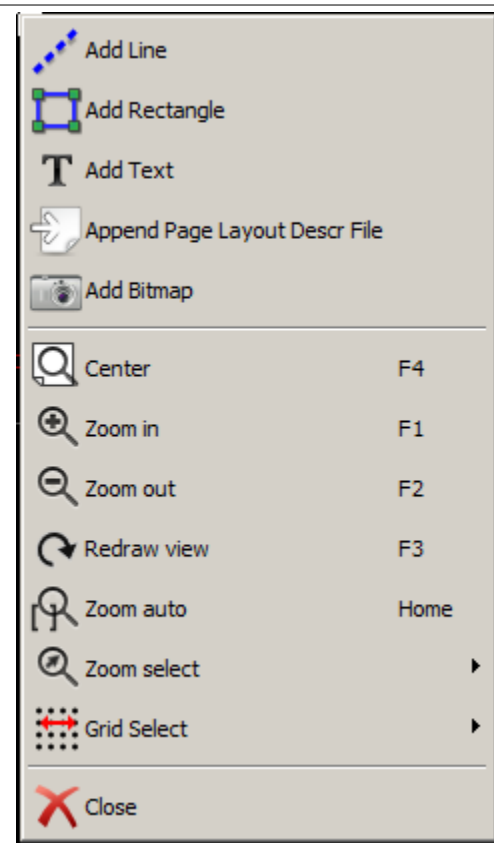 Add Line
Add Rectangle
T Add Text
Append Page Layout Descr File
Add Bitmap
Center F4
Zoom in F1
Zoom out F2
Redraw view F3
Zoom auto Home
Zoom select
Grid Select
Close